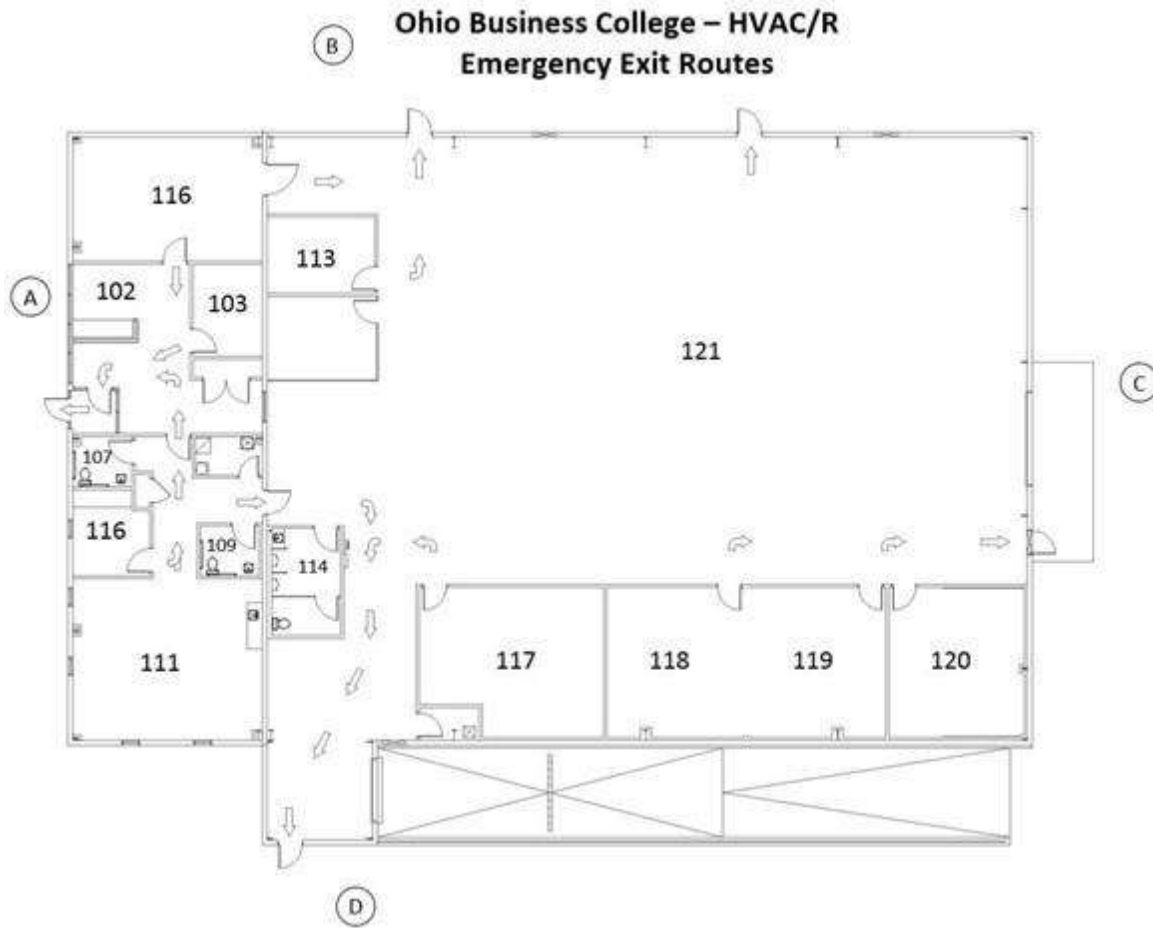 Ohio Business College – HVAC/R
Emergency Exit Routes
B
116
113
102
103
A
121
C
107
116
109
114
111
117
118
119
120
D